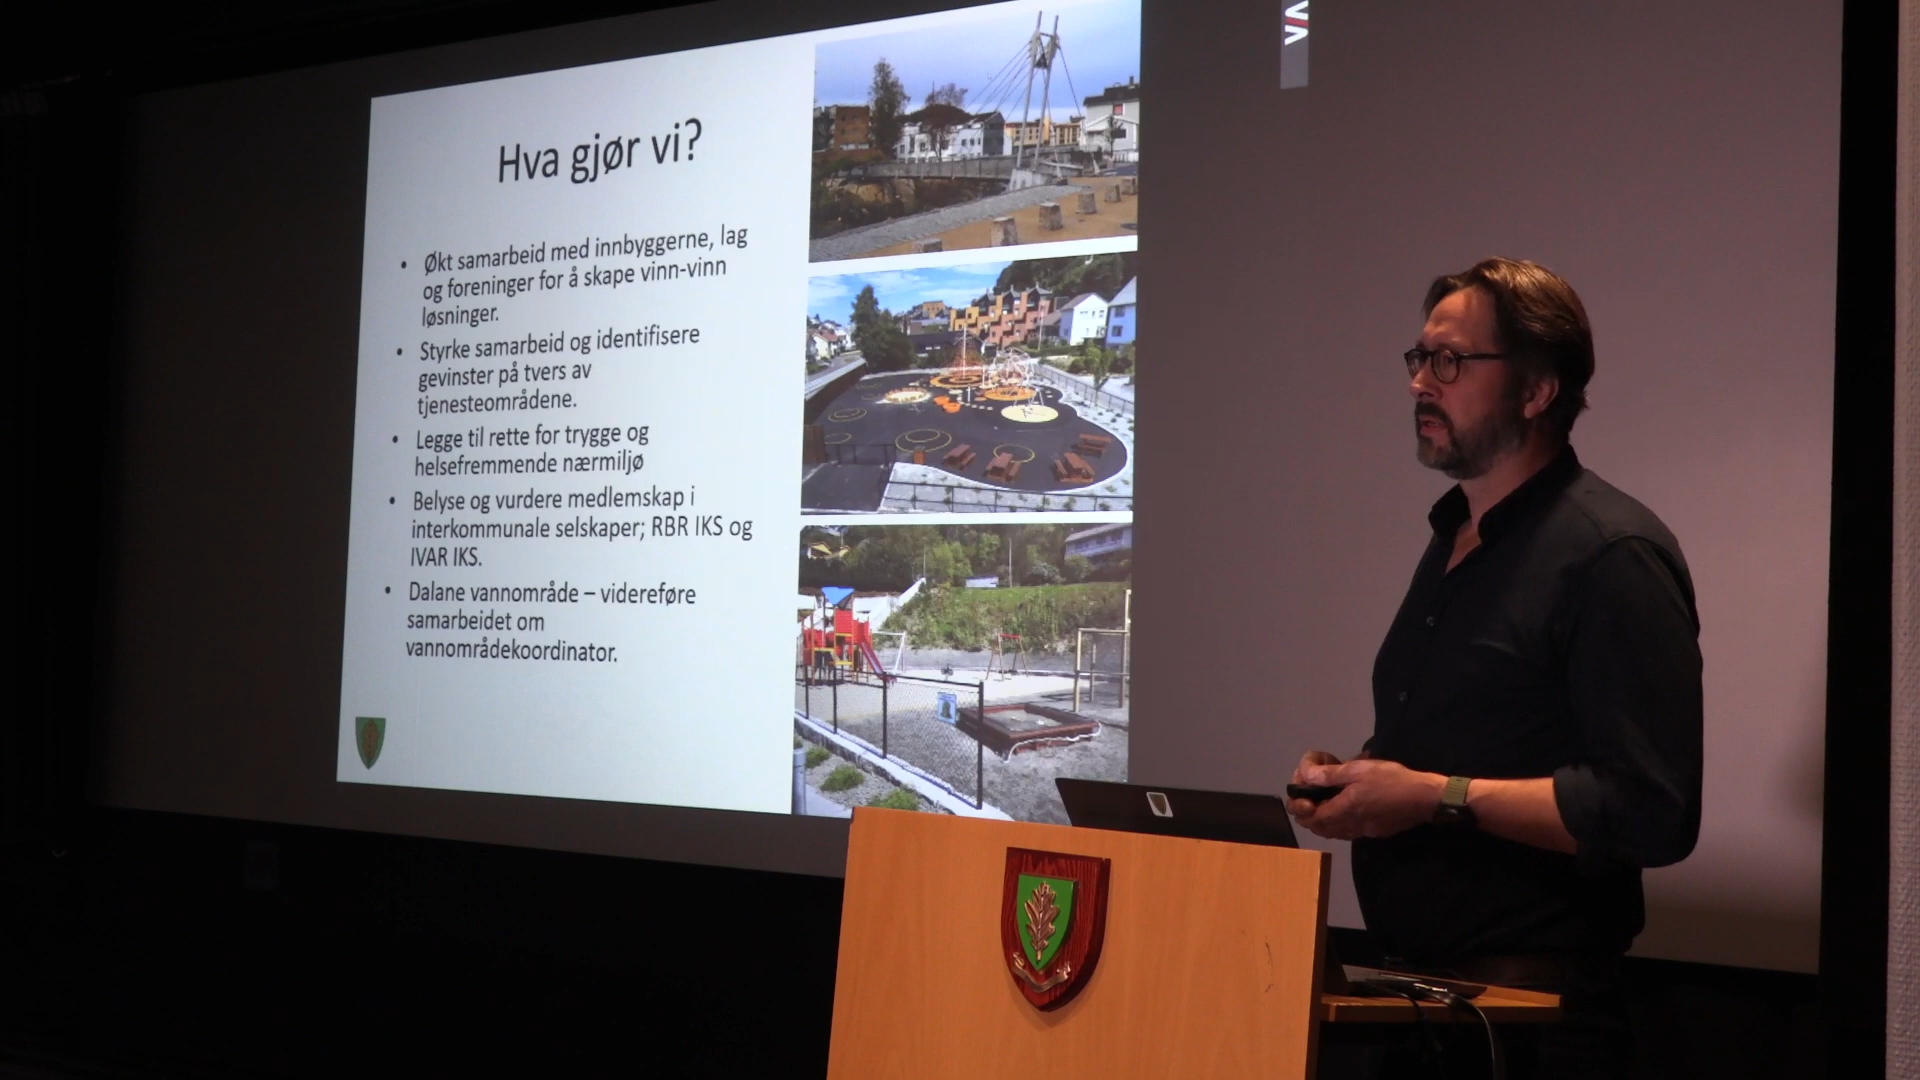 Hva gjør vi?
• Økt samarbeid med innbyggerne, lag
og foreninger for å skape vinn-vinn
løsninger.
• Styrke samarbeid og identifisere
gevinster på tvers av
tjenesteområdene.
• Legge til rette for trygge og
helsefremmende nærmiljø
• Belyse og vurdere medlemskap i
interkommunale selskaper; RBR IKS og
IVAR IKS.
• Dalane vannområde – videreføre
samarbeidet om
vannområdekoordinator.